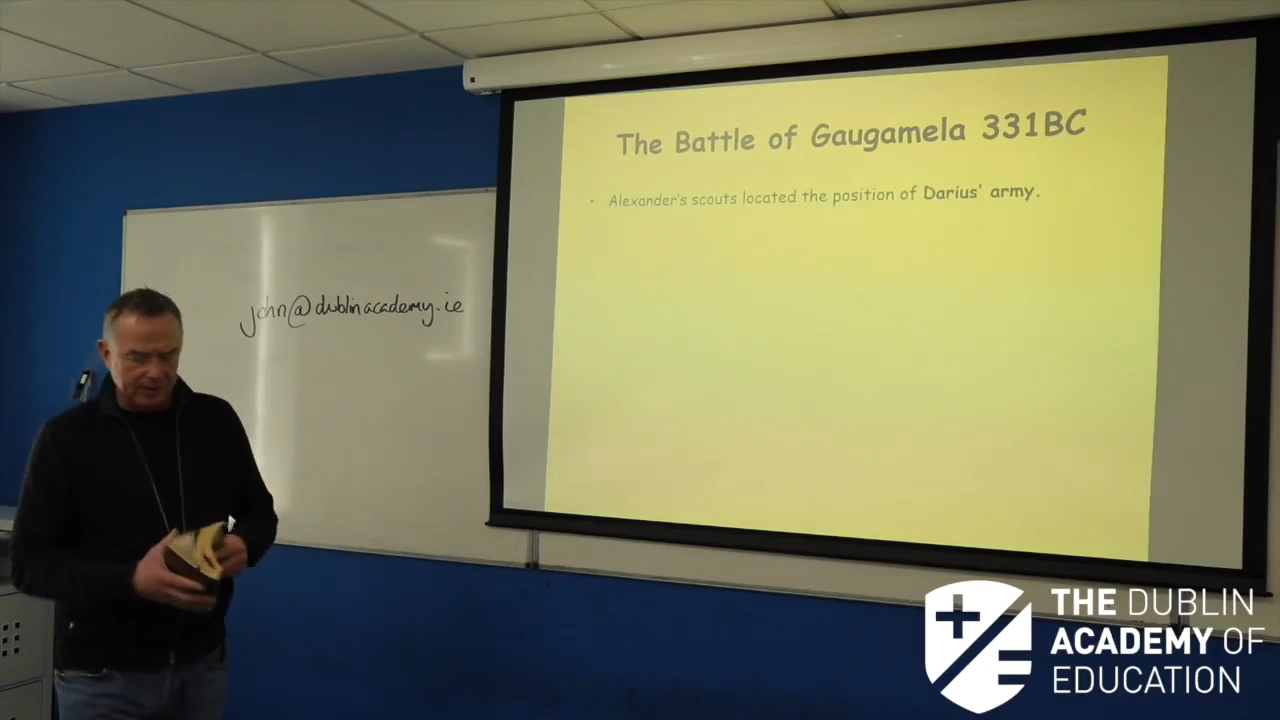 The Battle of Gaugamela 331BC
• Alexander's scouts located the position of Darius' army.
john@dublinacademy.ie
THE DUBLIN
ACADEMY OF
EDUCATION